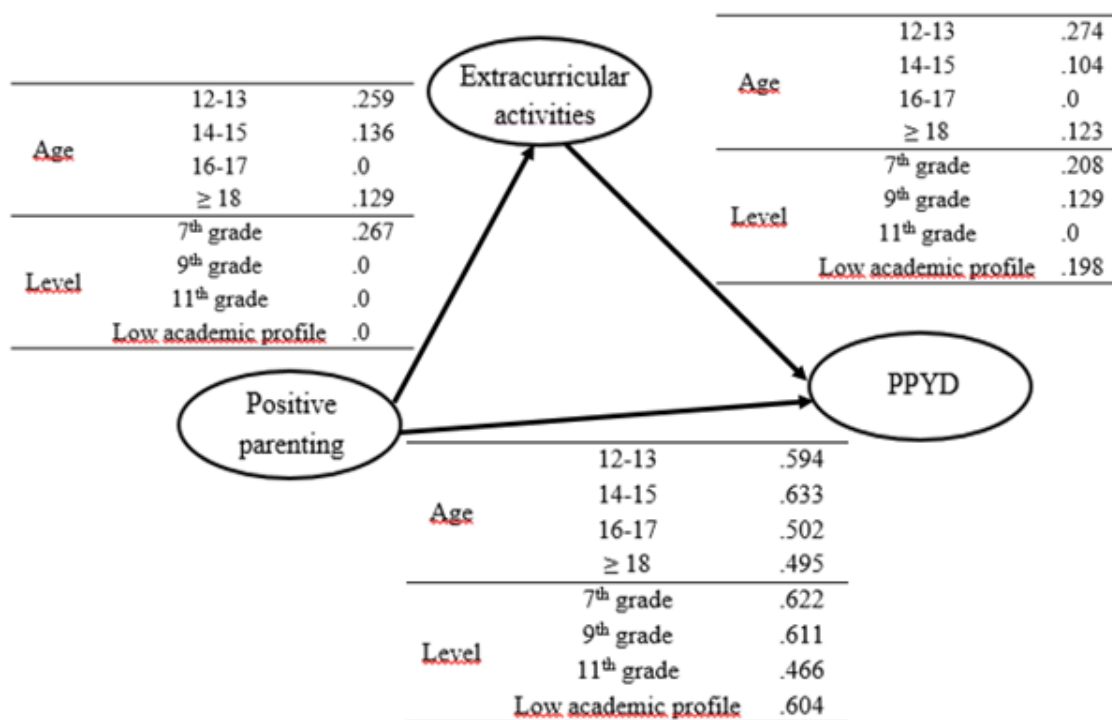 Extracurricular
activities
Age
12-13 .259
14-15 .136
16-17 .0
≥ 18 .129
Level
7th grade .267
9th grade .0
11th grade .0
Low academic profile .0
Age
12-13 .274
14-15 .104
16-17 .0
≥ 18 .123
Level
7th grade .208
9th grade .129
11th grade .0
Low academic profile .198
Positive
parenting
PPYD
Age
12-13 .594
14-15 .633
16-17 .502
≥ 18 .495
Level
7th grade .622
9th grade .611
11th grade .466
Low academic profile .604